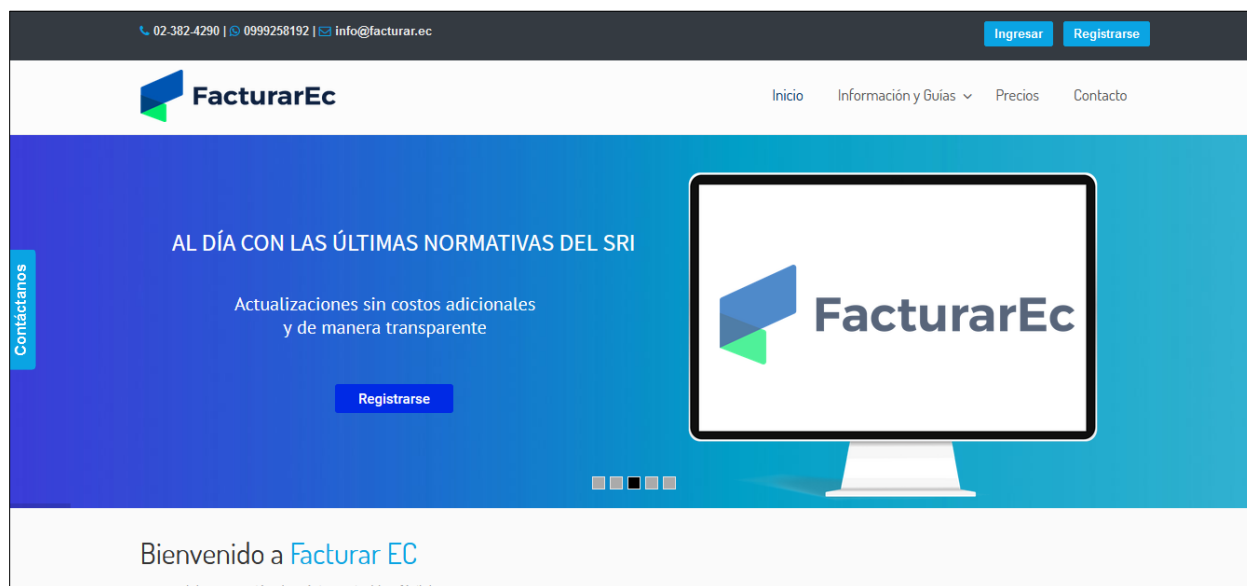 02-382-4290 | 0999258192 | info@facturar.ec
Ingresar
Registrarse
FacturarEc
Inicio
Información y Guías
Precios
Contacto
AL DÍA CON LAS ÚLTIMAS NORMATIVAS DEL SRI
Actualizaciones sin costos adicionales
y de manera transparente
Registrarse
FacturarEc
Contáctanos
Bienvenido a Facturar EC